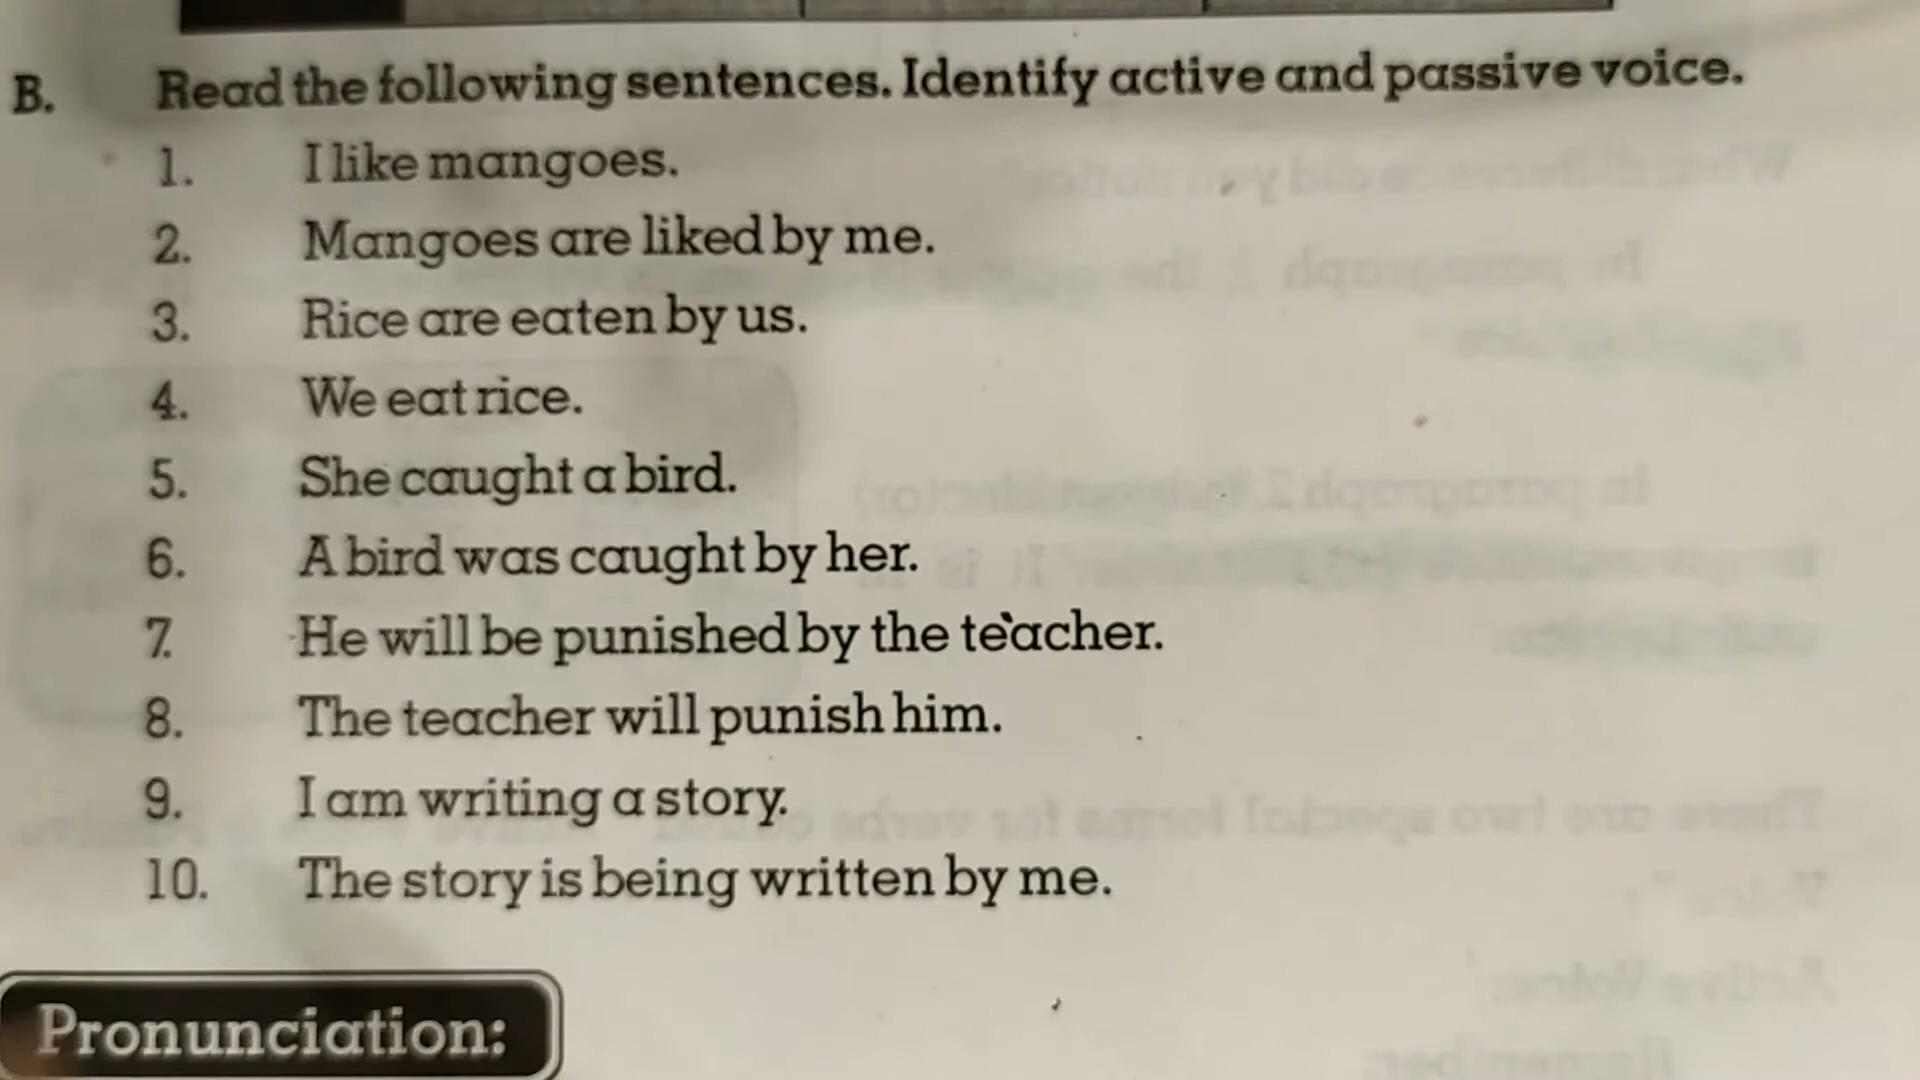 B. Read the following sentences. Identify active and passive voice.
1. I like mangoes.
2. Mangoes are liked by me.
3. Rice are eaten by us.
4. We eat rice.
5. She caught a bird.
6. A bird was caught by her.
7. He will be punished by the teacher.
8. The teacher will punish him.
9. I am writing a story.
10. The story is being written by me.
Pronunciation: